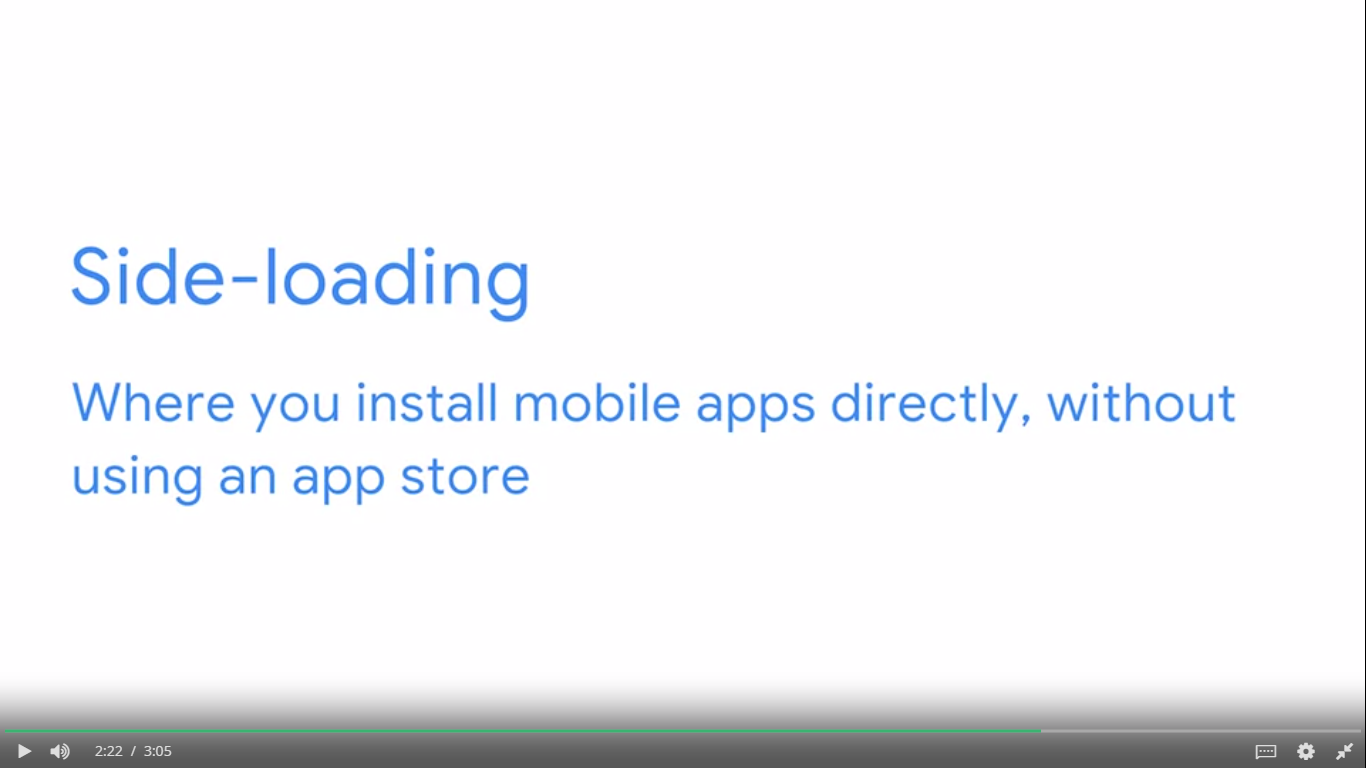 Side-loading
Where you install mobile apps directly, without
using an app store
2:22 / 3:05